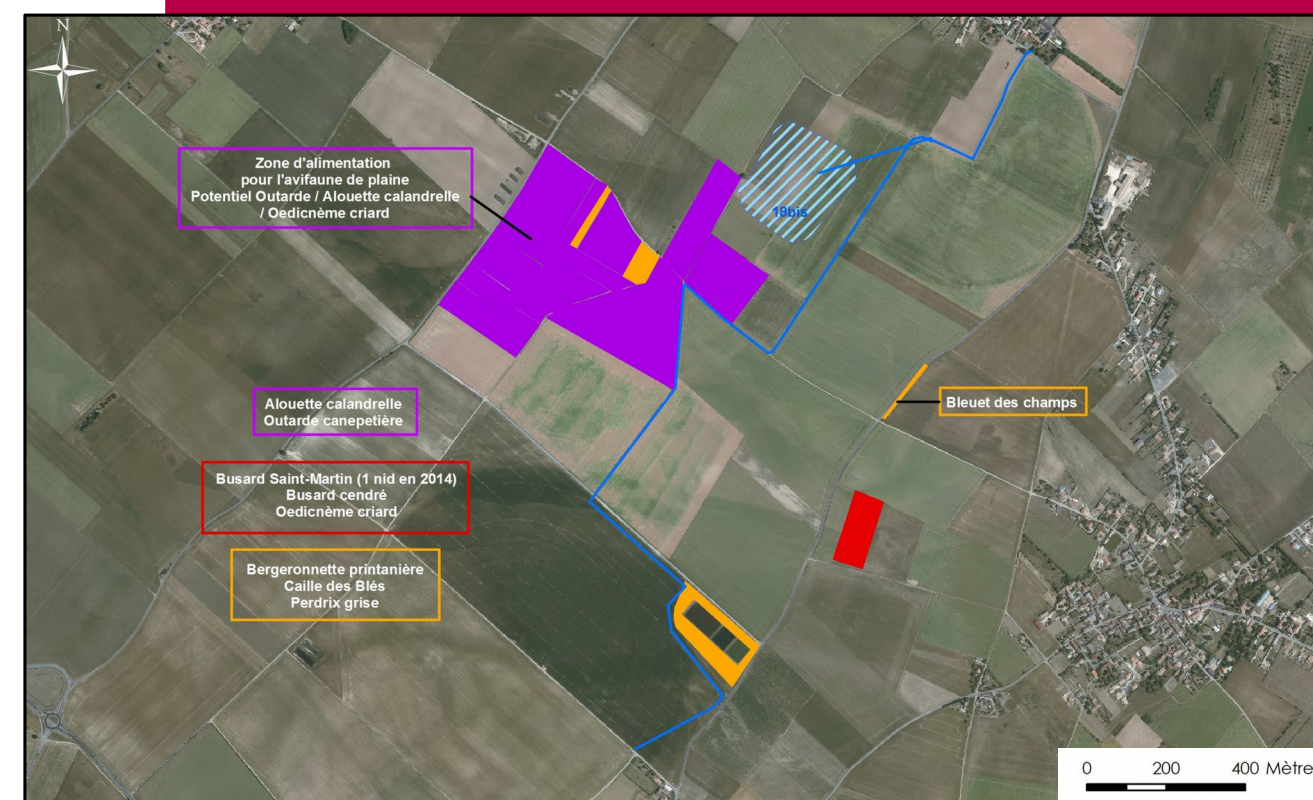 N
Zone d'alimentation
pour l'avifaune de plaine
Potentiel Outarde / Alouette calandrelle
/ Oedicnème criard
18bis
Alouette calandrelle
Outarde canepetière
Bleuet des champs
Busard Saint-Martin (1 nid en 2014)
Busard cendré
Oedicnème criard
Bergeronnette printanière
Caille des Blés
Perdrix grise
0 200 400 Mètre